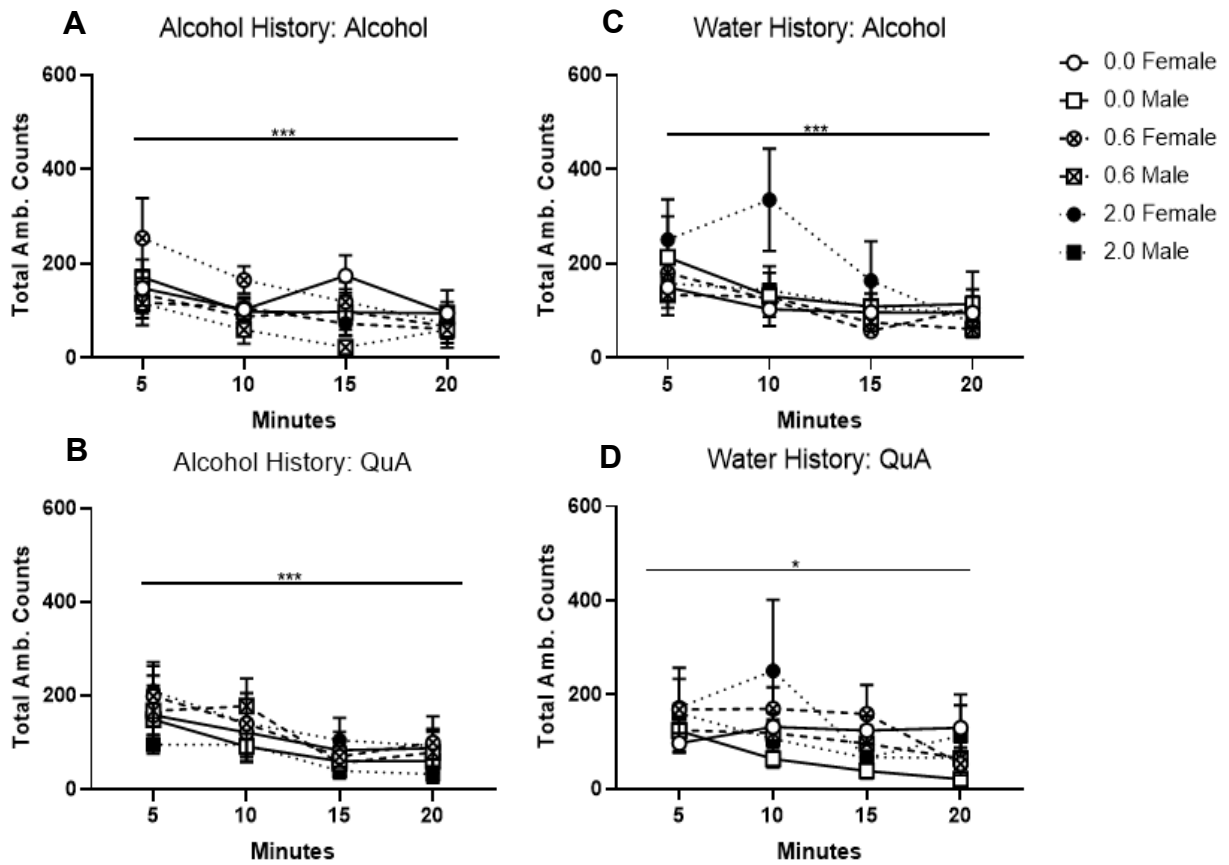 A
Alcohol History: Alcohol
600
400
200
0
Total Amb. Counts
***
5 10 15 20
Minutes
C
Water History: Alcohol
600
400
200
0
Total Amb. Counts
***
5 10 15 20
Minutes
0.0 Female
0.0 Male
0.6 Female
0.6 Male
2.0 Female
2.0 Male
B
Alcohol History: QuA
600
400
200
0
Total Amb. Counts
***
5 10 15 20
Minutes
D
Water History: QuA
600
400
200
0
Total Amb. Counts
*
5 10 15 20
Minutes